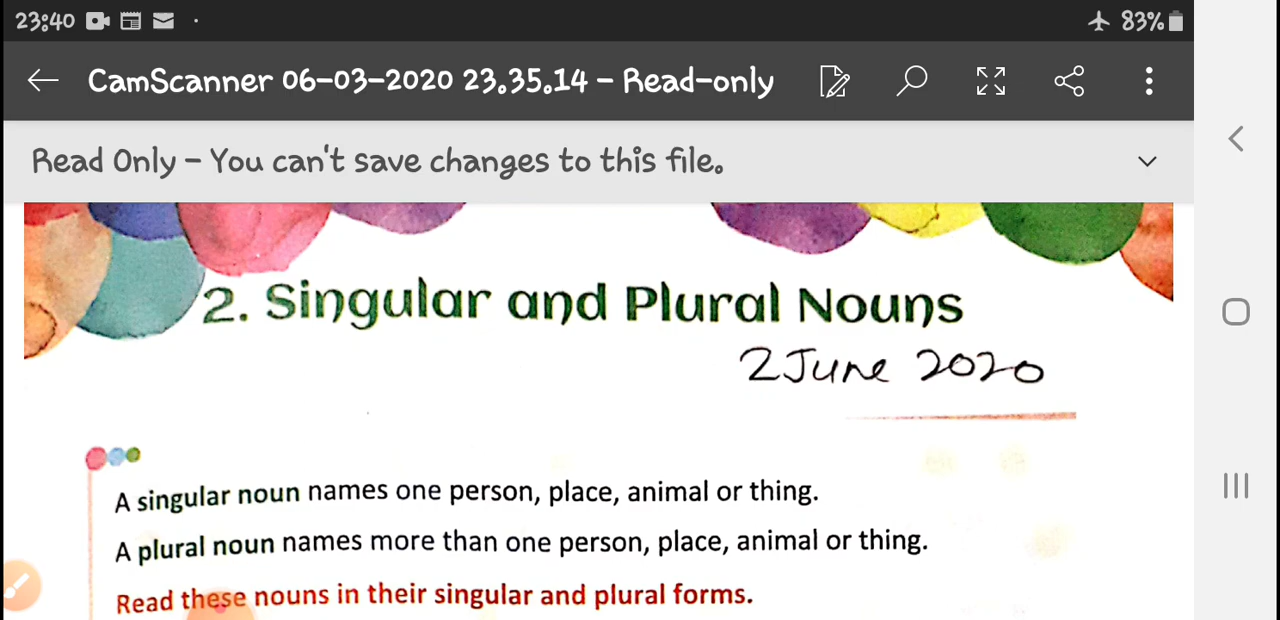 23:40 83%
CamScanner 06-03-2020 23.35.14 - Read-only
Read Only - You can't save changes to this file.
2. Singular and Plural Nouns
2 June 2020
A singular noun names one person, place, animal or thing.
A plural noun names more than one person, place, animal or thing.
Read these nouns in their singular and plural forms.